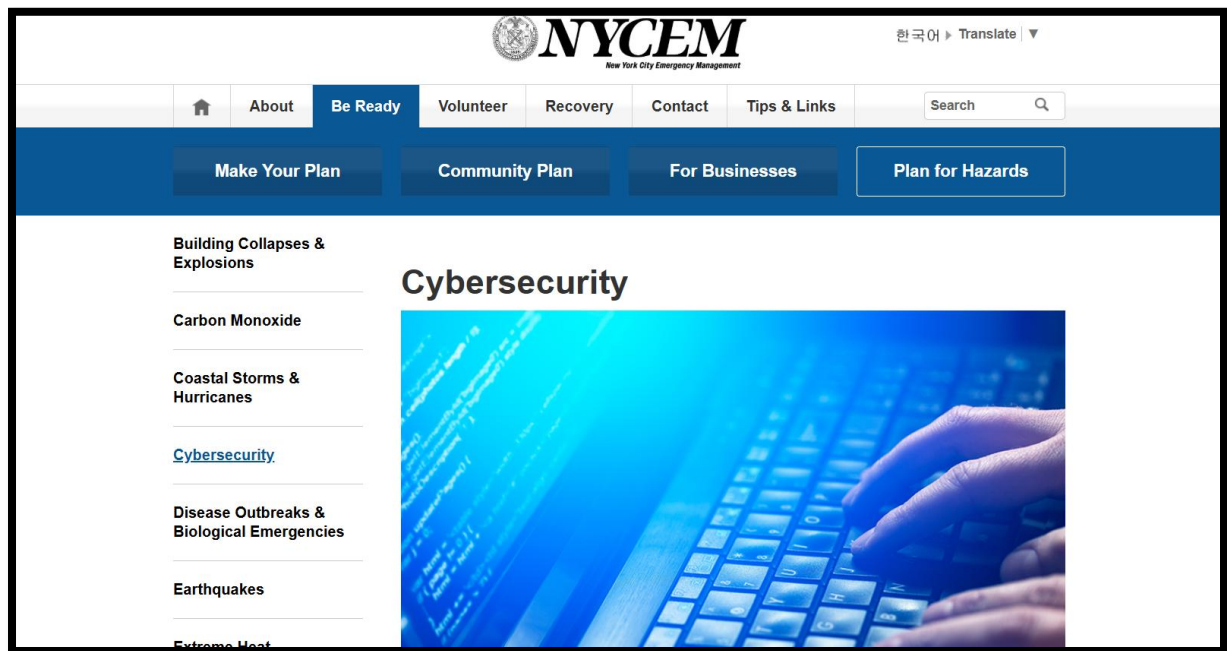 NYCEM
New York City Emergency Management
한국어 Translate ▼
About Be Ready Volunteer Recovery Contact Tips & Links Search
Make Your Plan Community Plan For Businesses Plan for Hazards
Building Collapses &
Explosions
Carbon Monoxide
Coastal Storms &
Hurricanes
Cybersecurity
Disease Outbreaks &
Biological Emergencies
Earthquakes
Extreme Heat
Cybersecurity